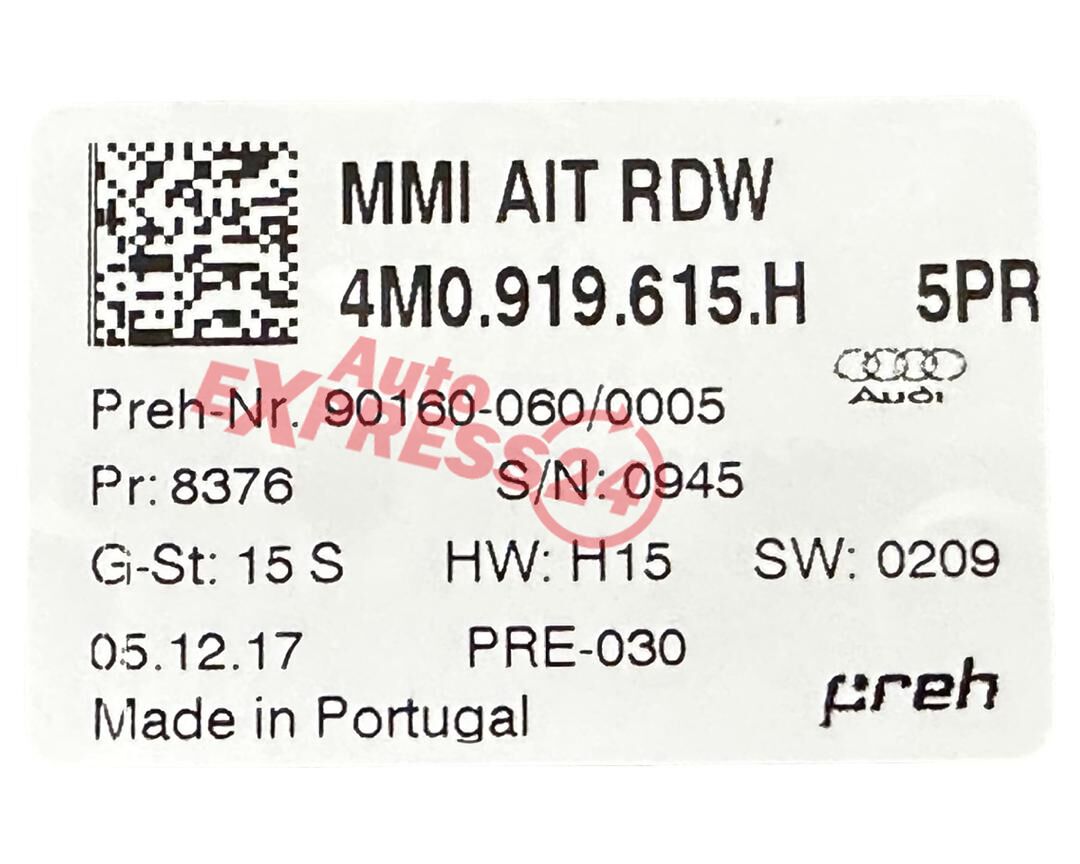 MMI AIT RDW
4M0.919.615.H 5PR
Audi
Auto
EXPRESS24
Preh-Nr. 90160-060/0005
Pr: 8376 S/N: 0945
G-St: 15 S HW: H15 SW: 0209
05.12.17 PRE-030
preh
Made in Portugal